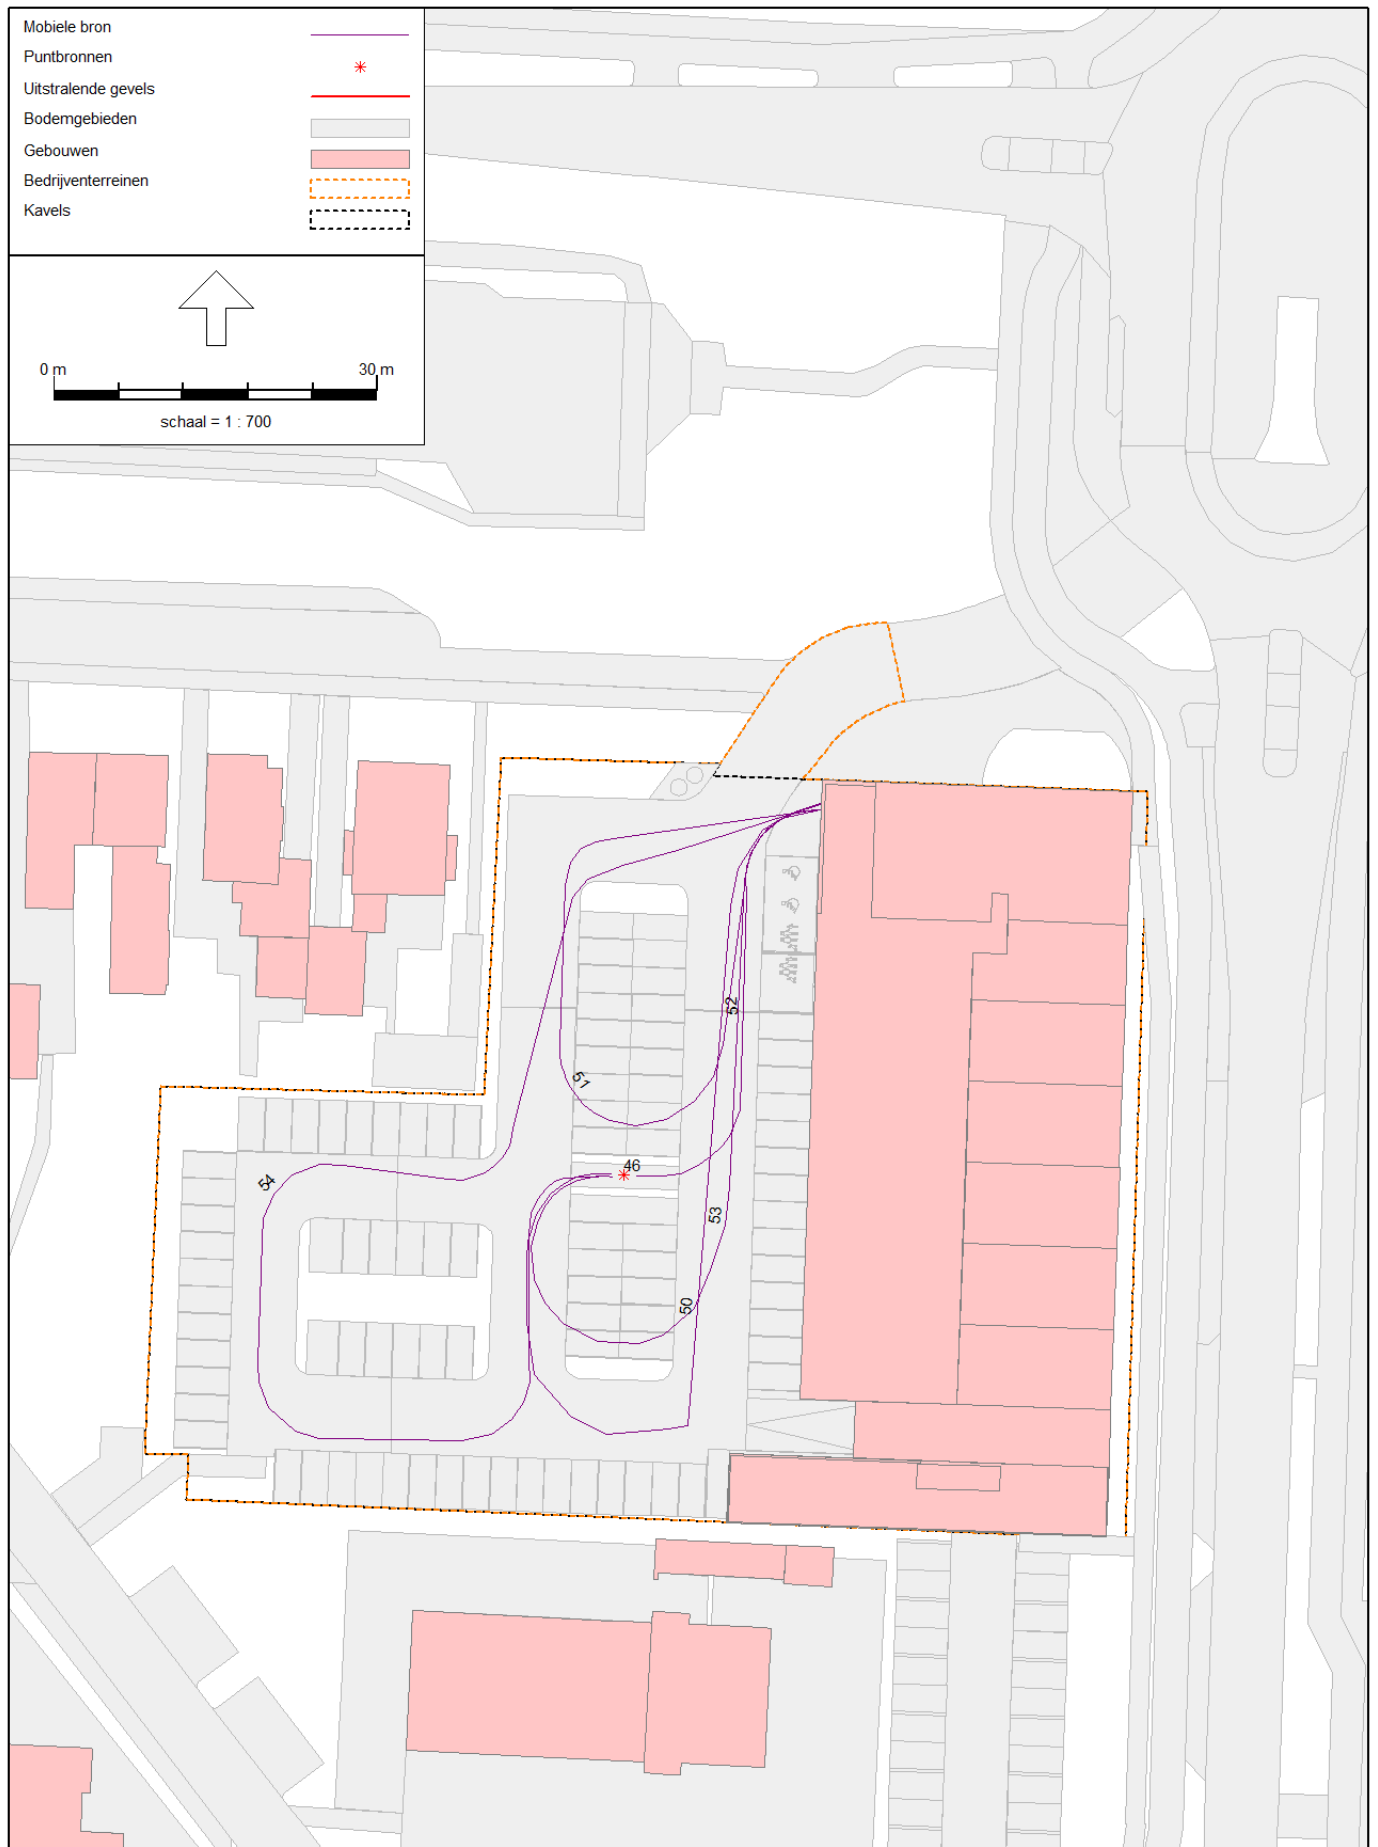 Mobiele bron
Puntbronnen
Uitstralende gevels
Bodemgebieden
Gebouwen
Bedrijventerreinen
Kavels
0 m 30 m
schaal = 1 : 700
52
51
46
54
53
50